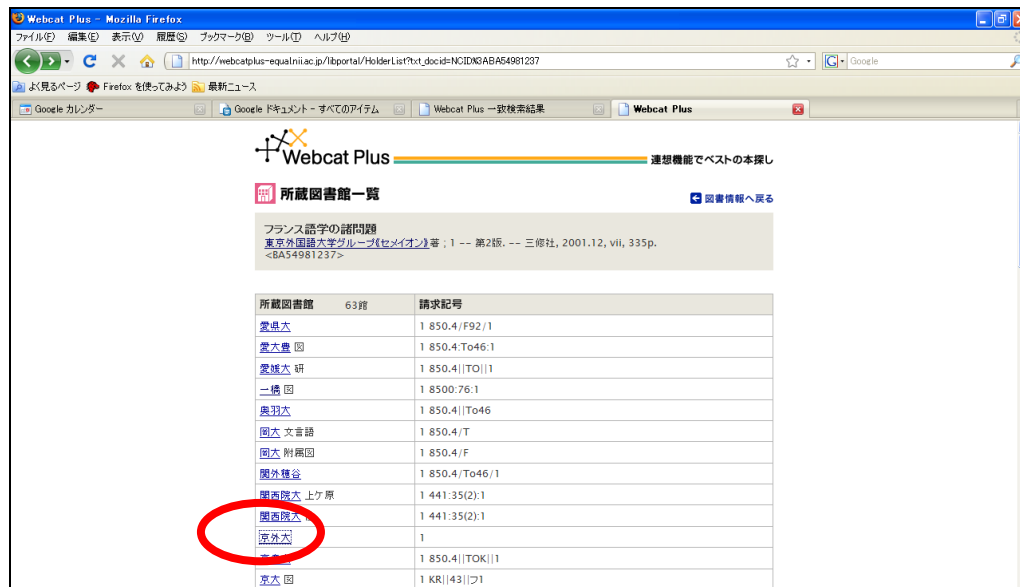 Webcat Plus - Mozilla Firefox
ファイル(F) 編集(E) 表示(V) 履歴(S) ブックマーク(B) ツール(T) ヘルプ(H)
http://webcatplus-equal.nii.ac.jp/libportal/HolderList?txt_docid=NCID%3ABA54981237
Google
よく見るページ Firefox を使ってみよう 最新ニュース
Google カレンダー Google ドキュメント - すべてのアイテム Webcat Plus 一致検索結果 Webcat Plus
Webcat Plus 連想機能でベストの本探し
所蔵図書館一覧 図書情報へ戻る
フランス語学の諸問題
東京外国語大学グループ《セメイオン》著 ; 1 -- 第2版. -- 三修社, 2001.12, vii, 335p.
<BA54981237>
所蔵図書館 63館 請求記号
愛県大 1 850.4/F92/1
愛大豊 図 1 850.4:To46:1
愛媛大 研 1 850.4||TO||1
一橋 図 1 8500:76:1
奥羽大 1 850.4||To46
岡大 文言語 1 850.4/T
岡大 附属図 1 850.4/F
関外穂谷 1 850.4/To46/1
関西院大 上ケ原 1 441:35(2):1
関西院大 1 441:35(2):1
京外大 1
1 850.4||TOK||1
京大 図 1 KR||43||フ1